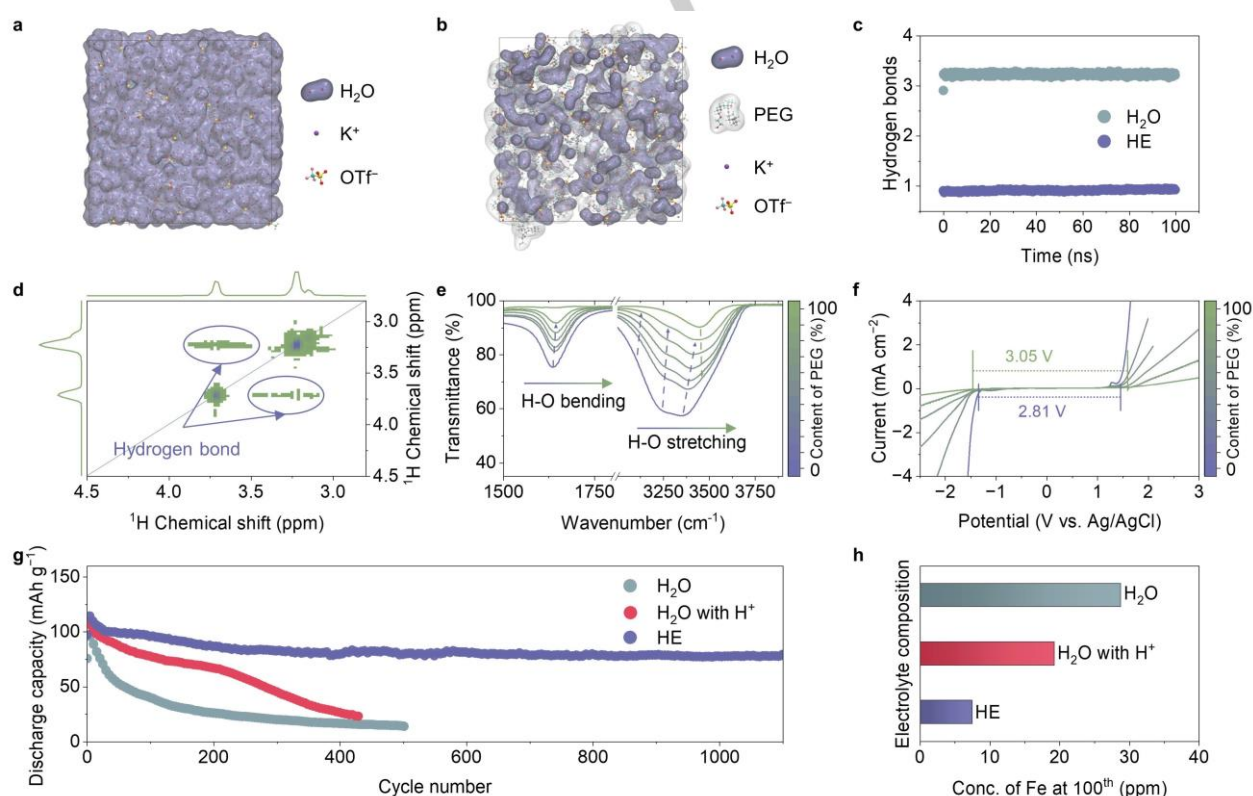 a
H₂O
K⁺
OTf⁻
b
H₂O
PEG
K⁺
OTf⁻
c
Hydrogen bonds
4
3
2
1
H₂O
HE
0 20 40 60 80 100
Time (ns)
d
Hydrogen bond
3.0
3.5
4.0
4.5
¹H Chemical shift (ppm)
4.5 4.0 3.5 3.0
¹H Chemical shift (ppm)
e
Transmittance (%)
100
80
60
40
H-O bending
H-O stretching
1500 1750 3250 3500 3750
Wavenumber (cm⁻¹)
100
Content of PEG (%)
0
f
Current (mA cm⁻²)
4
2
0
−2
−4
3.05 V
2.81 V
−2 −1 0 1 2 3
Potential (V vs. Ag/AgCl)
100
Content of PEG (%)
0
g
Discharge capacity (mAh g⁻¹)
150
100
50
0
H₂O
H₂O with H⁺
HE
0 200 400 600 800 1000
Cycle number
h
Electrolyte composition
H₂O
H₂O with H⁺
HE
0 10 20 30 40
Conc. of Fe at 100ᵗʰ (ppm)